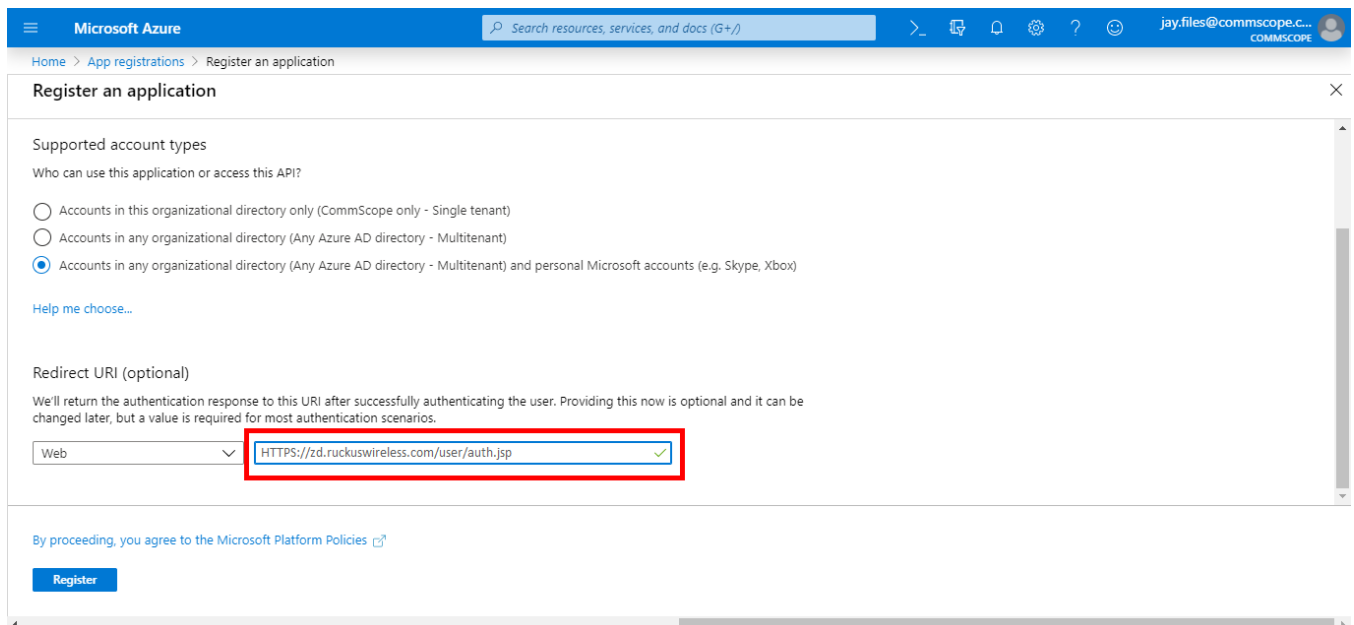 Microsoft Azure
Search resources, services, and docs (G+/)
jay.files@commscope.c...
COMMSCOPE
Home > App registrations > Register an application
Register an application
Supported account types
Who can use this application or access this API?
Accounts in this organizational directory only (CommScope only - Single tenant)
Accounts in any organizational directory (Any Azure AD directory - Multitenant)
Accounts in any organizational directory (Any Azure AD directory - Multitenant) and personal Microsoft accounts (e.g. Skype, Xbox)
Help me choose...
Redirect URI (optional)
We'll return the authentication response to this URI after successfully authenticating the user. Providing this now is optional and it can be
changed later, but a value is required for most authentication scenarios.
Web
HTTPS://zd.ruckuswireless.com/user/auth.jsp
By proceeding, you agree to the Microsoft Platform Policies
Register